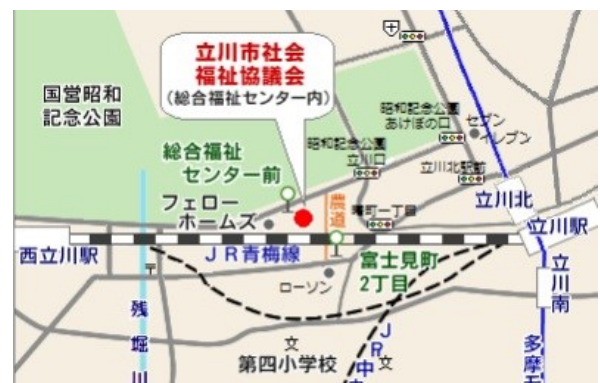 立川市社会
福祉協議会
(総合福祉センター内)
国営昭和
記念公園
昭和記念公園
あけぼの口
セブン
イレブン
総合福祉
センター前
昭和記念公園
立川口
立川北駅前
フェロー
ホームズ
農道
曙町一丁目
立川北
立川駅
西立川駅
JR青梅線
富士見町
2丁目
立川南
ローソン
残堀川
第四小学校
JR中
多摩モ